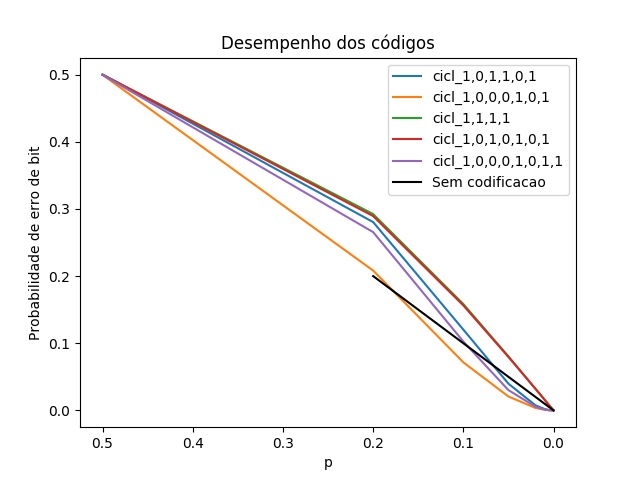 Desempenho dos códigos
Probabilidade de erro de bit
0.5
0.4
0.3
0.2
0.1
0.0
cicl_1,0,1,1,0,1
cicl_1,0,0,0,1,0,1
cicl_1,1,1,1
cicl_1,0,1,0,1,0,1
cicl_1,0,0,0,1,0,1,1
Sem codificacao
0.5
0.4
0.3
0.2
0.1
0.0
p